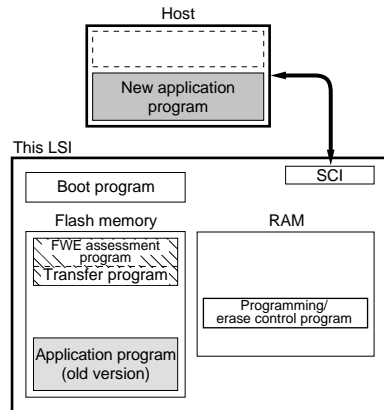 Host
New application
program
This LSI
SCI
Boot program
Flash memory
RAM
FWE assessment
program
Transfer program
Programming/
erase control program
Application program
(old version)